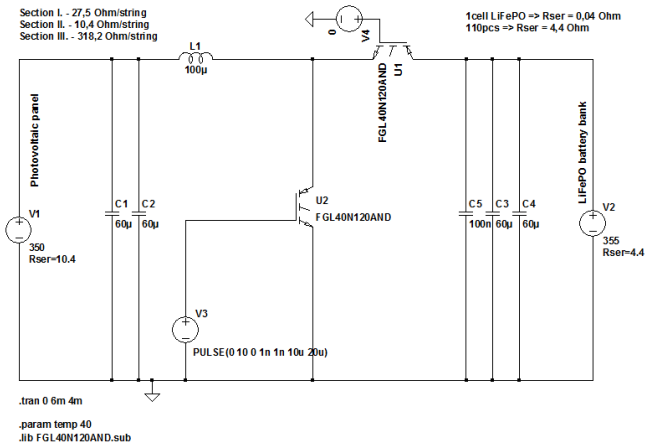 Section I. - 27,5 Ohm/string
Section II. - 10,4 Ohm/string
Section III. - 318,2 Ohm/string
1cell LiFePO => Rser = 0,04 Ohm
110pcs => Rser = 4,4 Ohm
0
V4
L1
100µ
U1
FGL40N120AND
Photovoltaic panel
LiFePO battery bank
V1
350
Rser=10.4
C1
60µ
C2
60µ
U2
FGL40N120AND
C5
100n
C3
60µ
C4
60µ
V2
355
Rser=4.4
V3
PULSE(0 10 0 1n 1n 10u 20u)
.tran 0 6m 4m
.param temp 40
.lib FGL40N120AND.sub